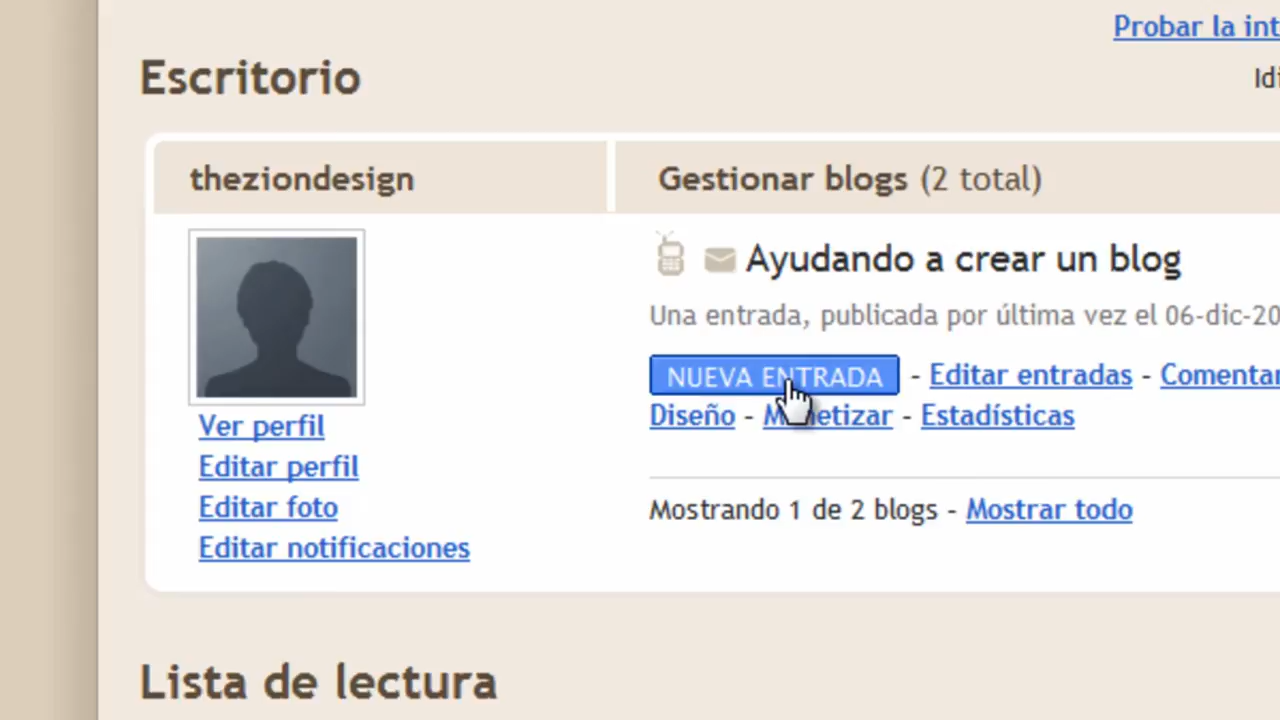 Probar la int
Escritorio
theziondesign
Gestionar blogs (2 total)
Ayudando a crear un blog
Una entrada, publicada por última vez el 06-dic-20
NUEVA ENTRADA - Editar entradas - Comentar
Diseño - Monetizar - Estadísticas
Mostrando 1 de 2 blogs - Mostrar todo
Ver perfil
Editar perfil
Editar foto
Editar notificaciones
Lista de lectura